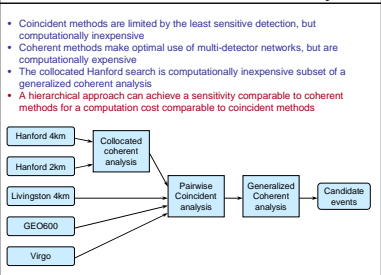 • Coincident methods are limited by the least sensitive detection, but
computationally inexpensive
• Coherent methods make optimal use of multi-detector networks, but are
computationally expensive
• The collocated Hanford search is computationally inexpensive subset of a
generalized coherent analysis
• A hierarchical approach can achieve a sensitivity comparable to coherent
methods for a computation cost comparable to coincident methods
Hanford 4km
Collocated
coherent
analysis
Hanford 2km
Livingston 4km
Pairwise
Coincident
analysis
Generalized
Coherent
analysis
Candidate
events
GEO600
Virgo